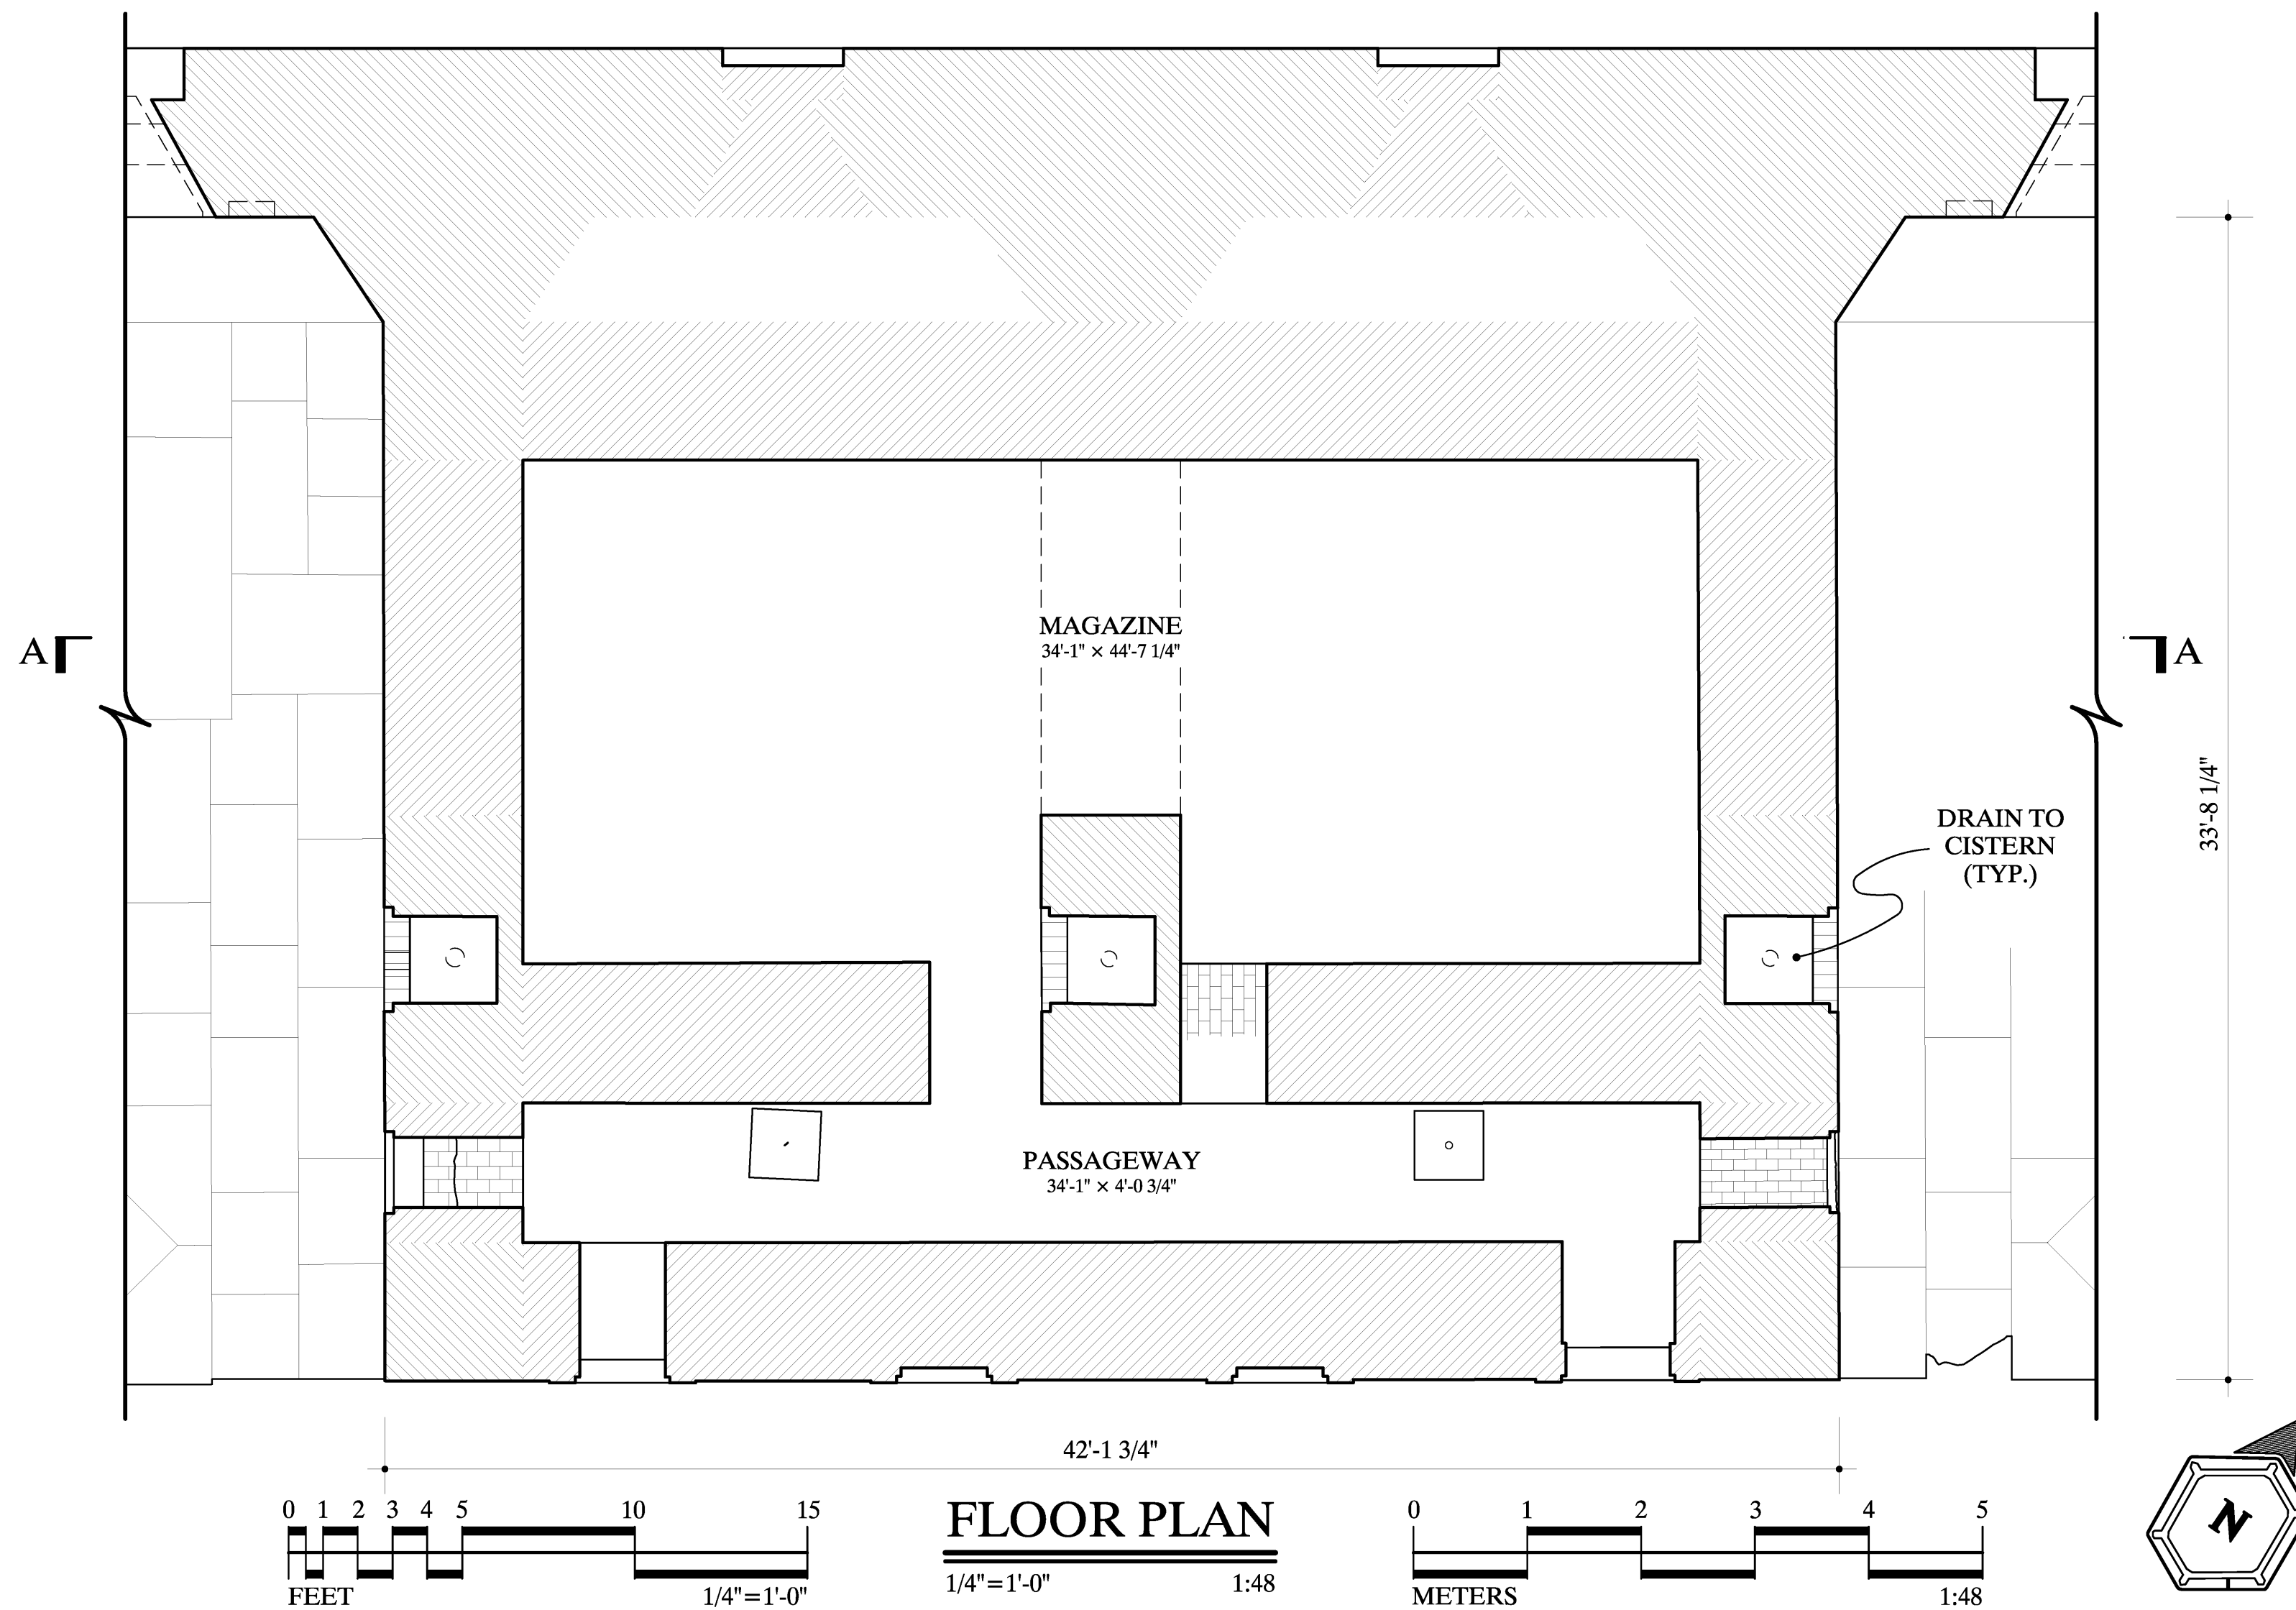 MAGAZINE
34'-1" × 44'-7 1/4"
A
A
DRAIN TO
CISTERN
(TYP.)
33'-8 1/4"
PASSAGEWAY
34'-1" × 4'-0 3/4"
42'-1 3/4"
0 1 2 3 4 5 10 15
FEET 1/4"=1'-0"
FLOOR PLAN
1/4"=1'-0" 1:48
0 1 2 3 4 5
METERS 1:48
N